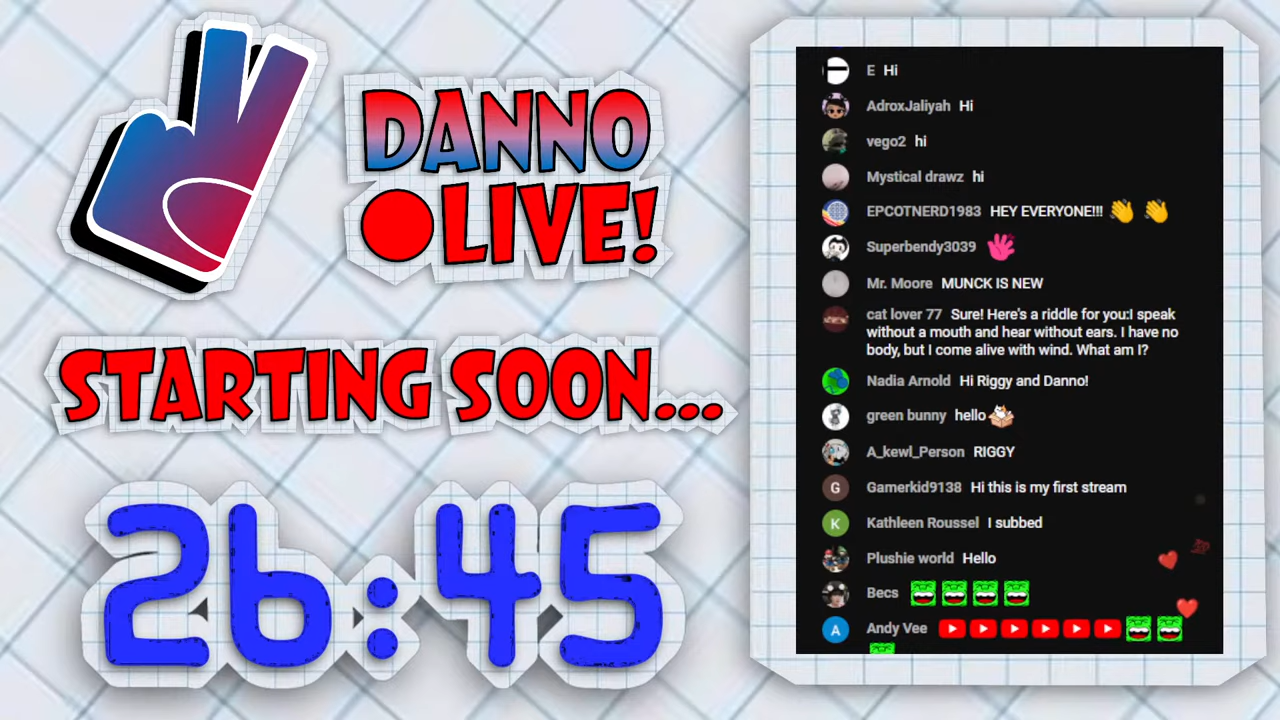 DANNO
LIVE!
STARTING SOON...
26:45
E Hi
AdroxJaliyah Hi
vego2 hi
Mystical drawz hi
EPCOTNERD1983 HEY EVERYONE!!! 👋 👋
Superbendy3039
Mr. Moore MUNCK IS NEW
cat lover 77 Sure! Here's a riddle for you:I speak
without a mouth and hear without ears. I have no
body, but I come alive with wind. What am I?
Nadia Arnold Hi Riggy and Danno!
green bunny hello
A_kewl_Person RIGGY
G Gamerkid9138 Hi this is my first stream
K Kathleen Roussel I subbed
Plushie world Hello
Becs
A Andy Vee